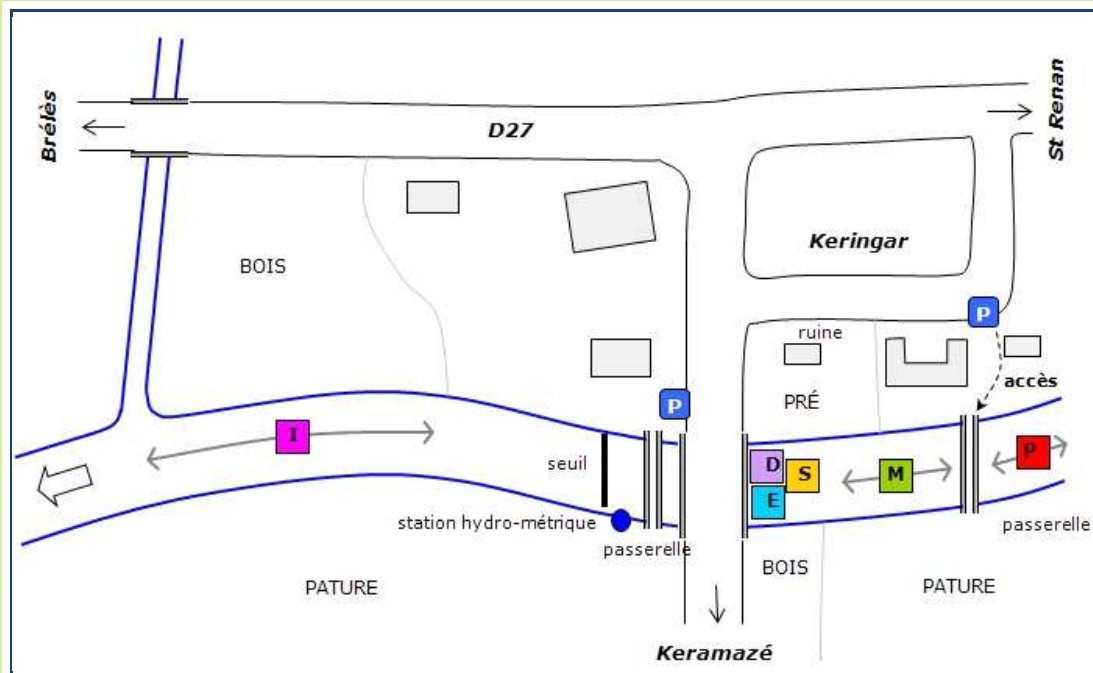 Brélès
D27
St Renan
BOIS
Keringar
P
ruine
accès
P
PRÉ
I
seuil
D
S
M
P
E
station hydro-métrique
passerelle
passerelle
BOIS
PATURE
PATURE
Keramazé